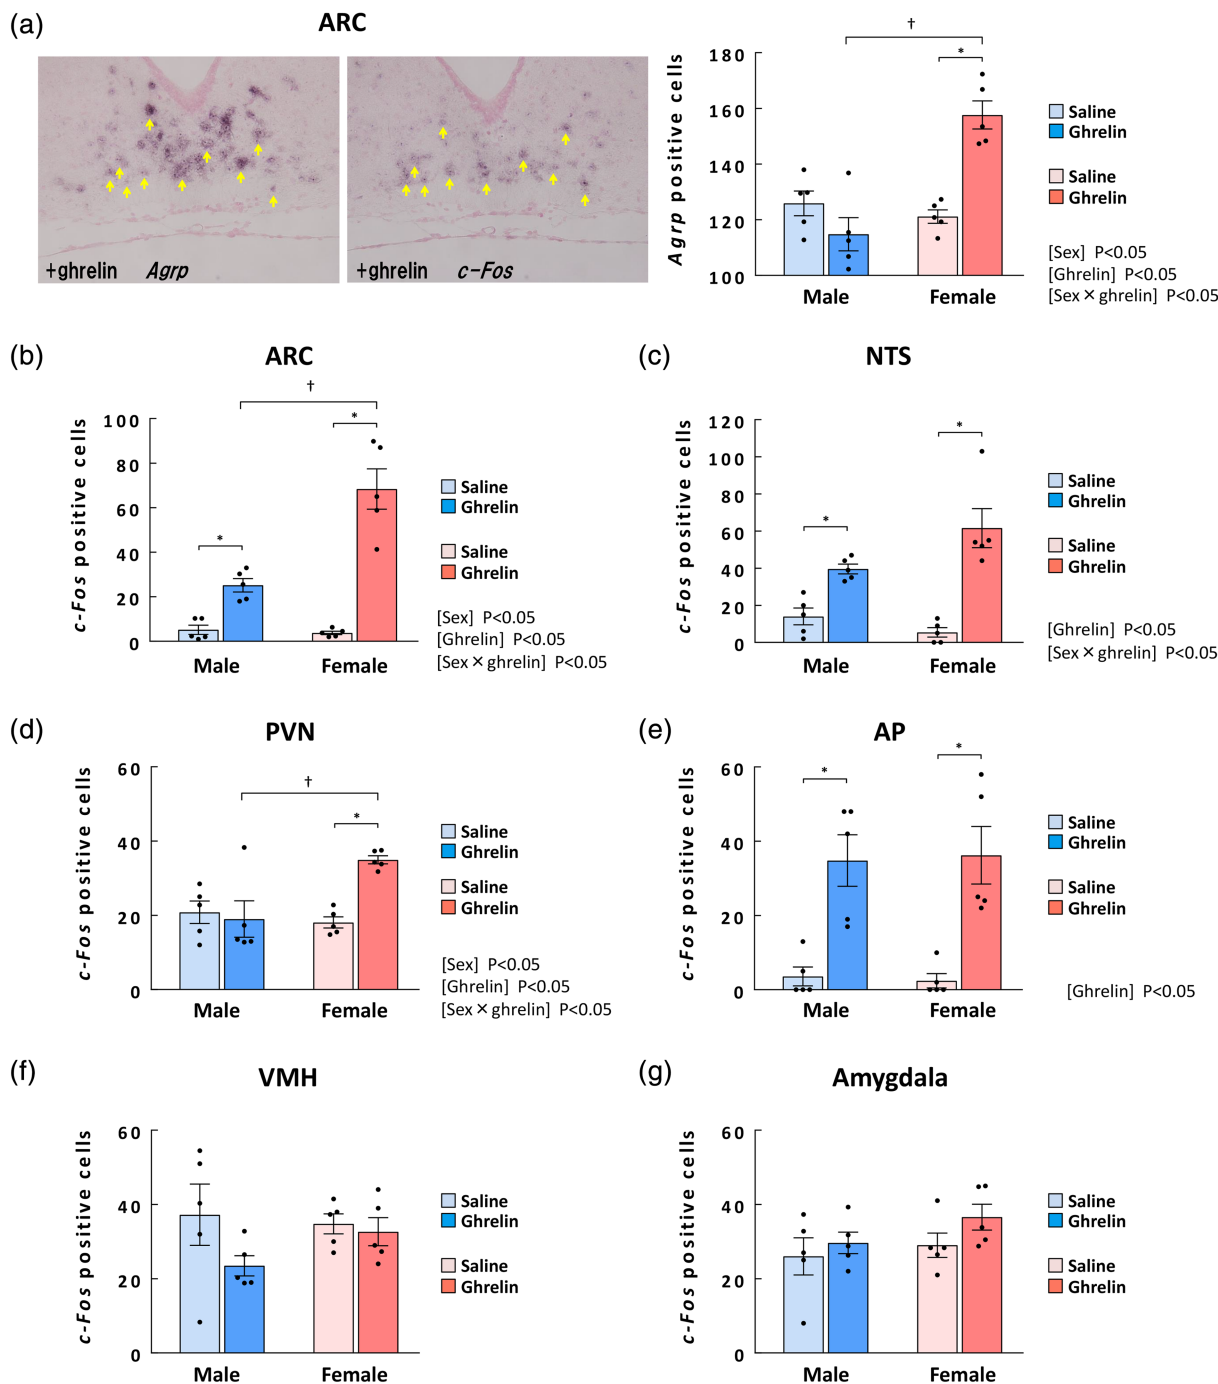 (a)
ARC
+ghrelin Agrp
+ghrelin c-Fos
Agrp positive cells
180
160
140
120
100
†
*
Male Female
Saline
Ghrelin
Saline
Ghrelin
[Sex] P<0.05
[Ghrelin] P<0.05
[Sex×ghrelin] P<0.05
(b)
ARC
c-Fos positive cells
100
80
60
40
20
0
*
†
*
Male Female
Saline
Ghrelin
Saline
Ghrelin
[Sex] P<0.05
[Ghrelin] P<0.05
[Sex×ghrelin] P<0.05
(c)
NTS
c-Fos positive cells
120
100
80
60
40
20
0
*
*
Male Female
Saline
Ghrelin
Saline
Ghrelin
[Ghrelin] P<0.05
[Sex×ghrelin] P<0.05
(d)
PVN
c-Fos positive cells
60
40
20
0
†
*
Male Female
Saline
Ghrelin
Saline
Ghrelin
[Sex] P<0.05
[Ghrelin] P<0.05
[Sex×ghrelin] P<0.05
(e)
AP
c-Fos positive cells
60
40
20
0
*
*
Male Female
Saline
Ghrelin
Saline
Ghrelin
[Ghrelin] P<0.05
(f)
VMH
c-Fos positive cells
60
40
20
0
Male Female
Saline
Ghrelin
Saline
Ghrelin
(g)
Amygdala
c-Fos positive cells
60
40
20
0
Male Female
Saline
Ghrelin
Saline
Ghrelin